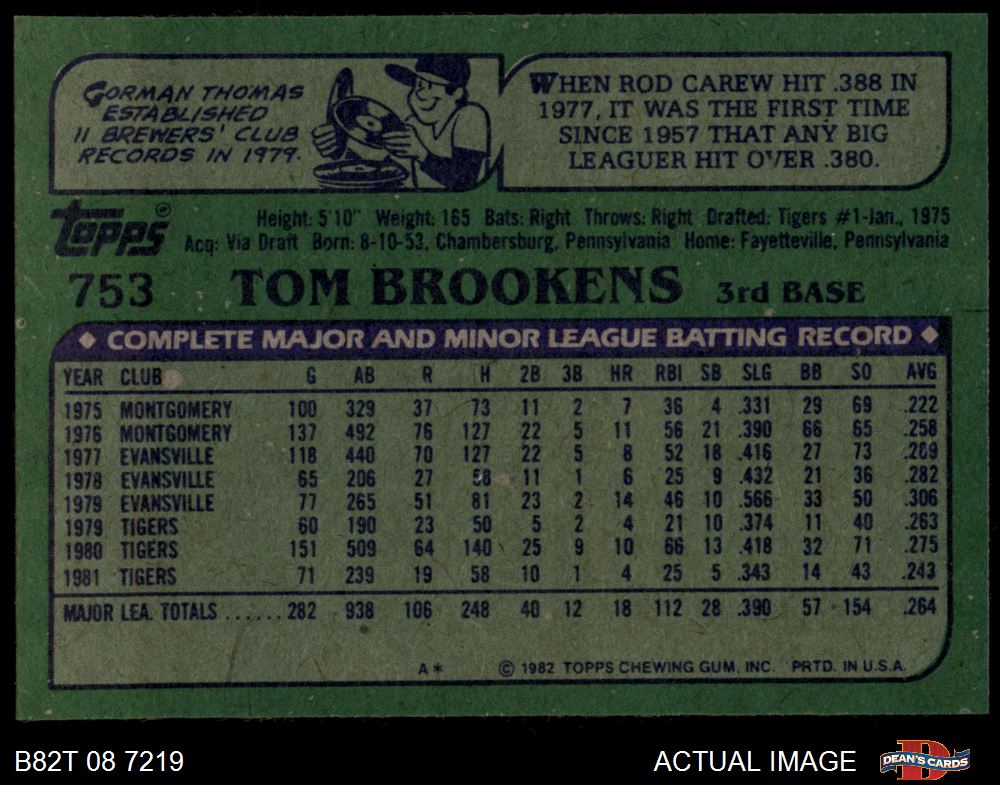 GORMAN THOMAS
ESTABLISHED
11 BREWERS' CLUB
RECORDS IN 1979.
WHEN ROD CAREW HIT .388 IN
1977, IT WAS THE FIRST TIME
SINCE 1957 THAT ANY BIG
LEAGUER HIT OVER .380.
Topps®
Height: 5'10" Weight: 165 Bats: Right Throws: Right Drafted: Tigers #1-Jan., 1975
Acq: Via Draft Born: 8-10-53, Chambersburg, Pennsylvania Home: Fayetteville, Pennsylvania
753 TOM BROOKENS 3rd BASE
◆ COMPLETE MAJOR AND MINOR LEAGUE BATTING RECORD ◆
YEAR CLUB G AB R H 2B 3B HR RBI SB SLG BB SO AVG
1975 MONTGOMERY 100 329 37 73 11 2 7 36 4 .331 29 69 .222
1976 MONTGOMERY 137 492 76 127 22 5 11 56 21 .390 66 65 .258
1977 EVANSVILLE 118 440 70 127 22 5 8 52 18 .416 27 73 .289
1978 EVANSVILLE 65 206 27 58 11 1 6 25 9 .432 21 36 .282
1979 EVANSVILLE 77 265 51 81 23 2 14 46 10 .566 33 50 .306
1979 TIGERS 60 190 23 50 5 2 4 21 10 .374 11 40 .263
1980 TIGERS 151 509 64 140 25 9 10 66 13 .418 32 71 .275
1981 TIGERS 71 239 19 58 10 1 4 25 5 .343 14 43 .243
MAJOR LEA. TOTALS ...... 282 938 106 248 40 12 18 112 28 .390 57 154 .264
A* © 1982 TOPPS CHEWING GUM, INC. PRTD. IN U.S.A.
B82T 08 7219 ACTUAL IMAGE D DEAN'S CARDS